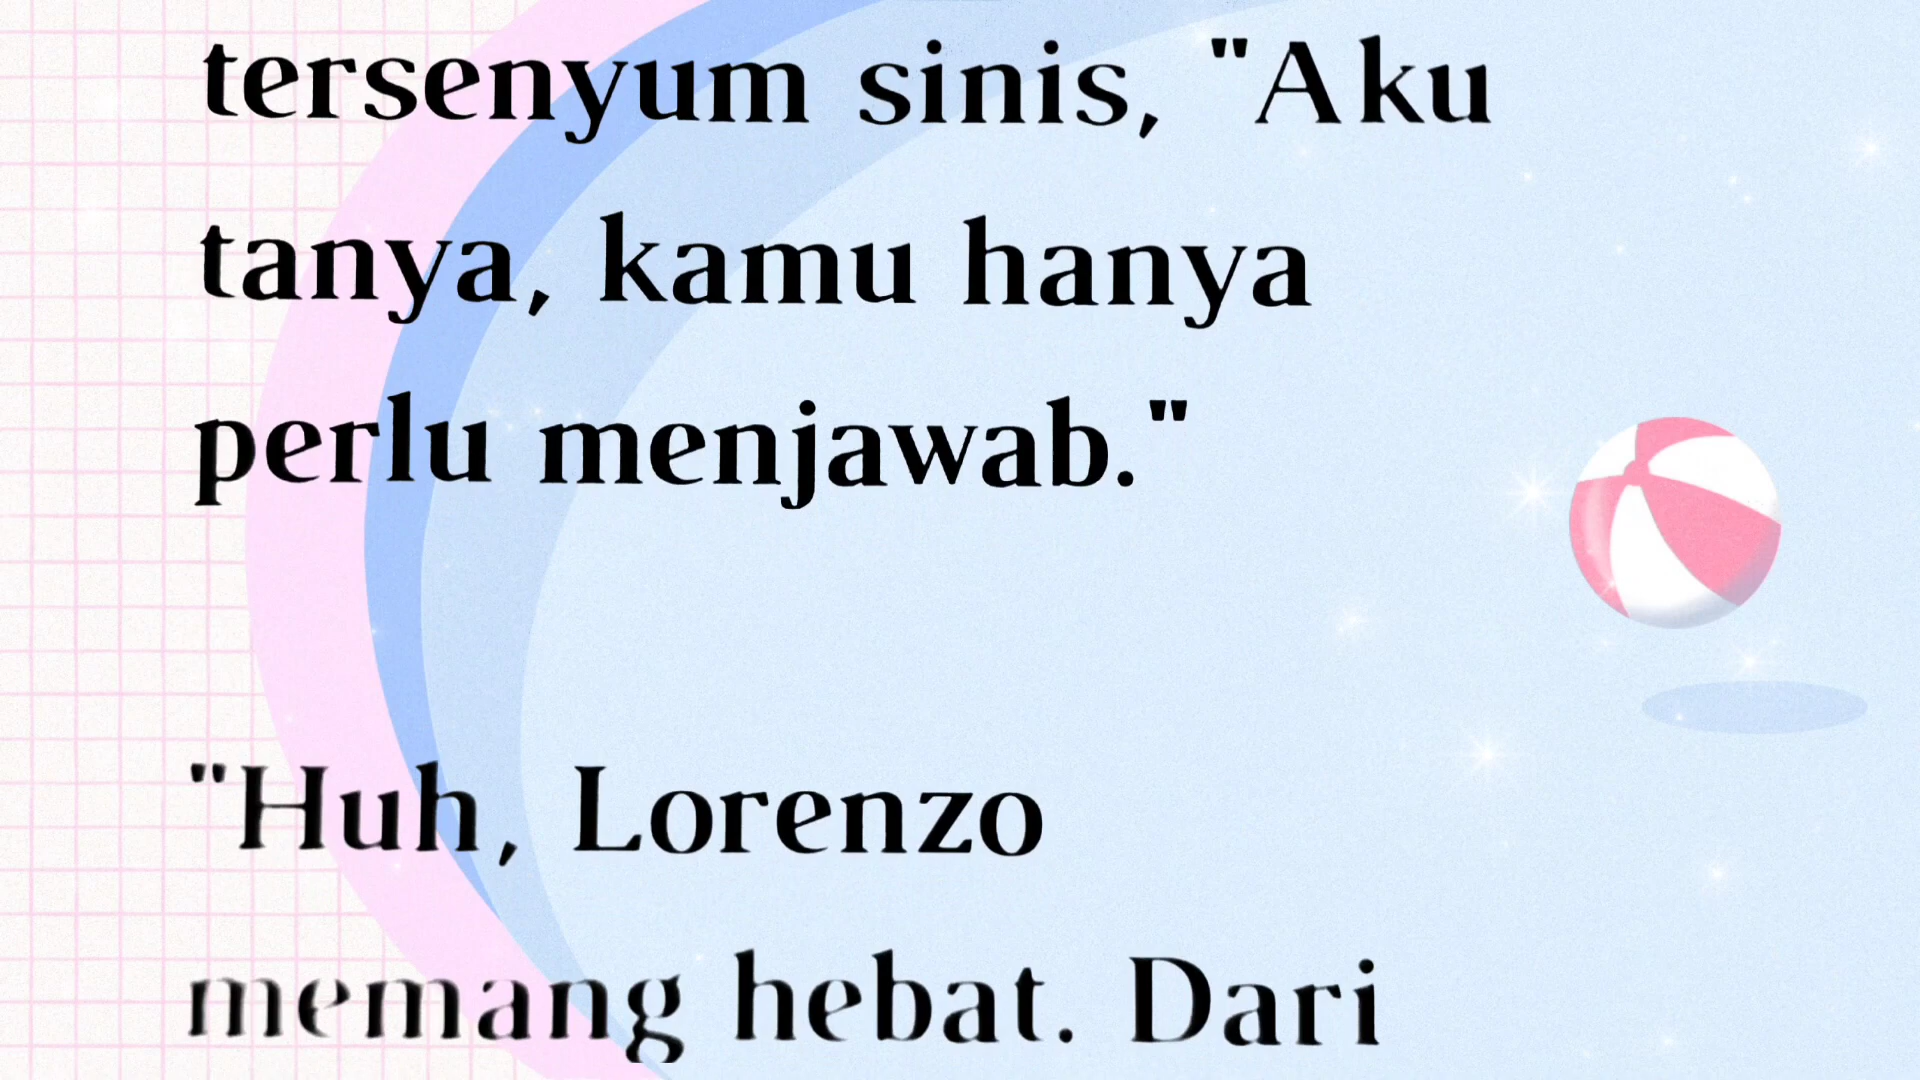 tersenyum sinis, "Aku
tanya, kamu hanya
perlu menjawab."
"Huh, Lorenzo
memang hebat. Dari